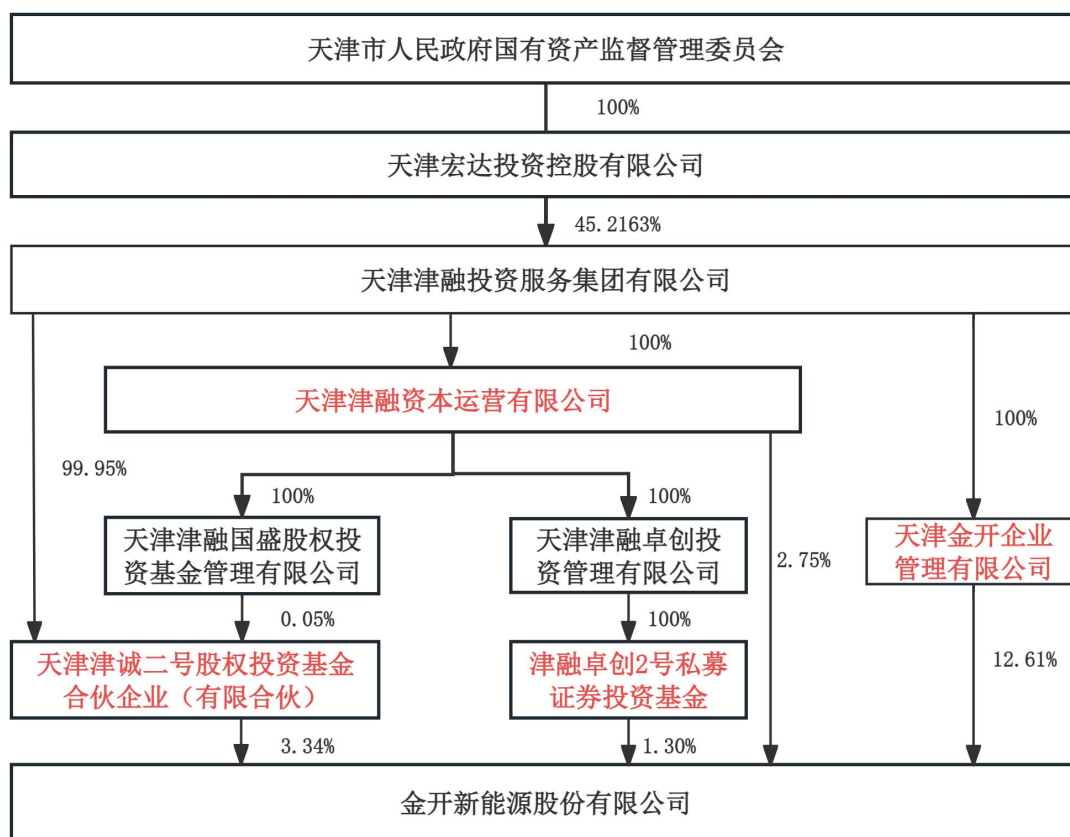 天津市人民政府国有资产监督管理委员会
100%
天津宏达投资控股有限公司
45.2163%
天津津融投资服务集团有限公司
100%
天津津融资本运营有限公司
100%
99.95%
100%
100%
天津津融国盛股权投
资基金管理有限公司
天津津融卓创投
资管理有限公司
2.75%
天津金开企业
管理有限公司
0.05%
100%
天津津诚二号股权投资基金
合伙企业（有限合伙）
津融卓创2号私募
证券投资基金
12.61%
3.34%
1.30%
金开新能源股份有限公司